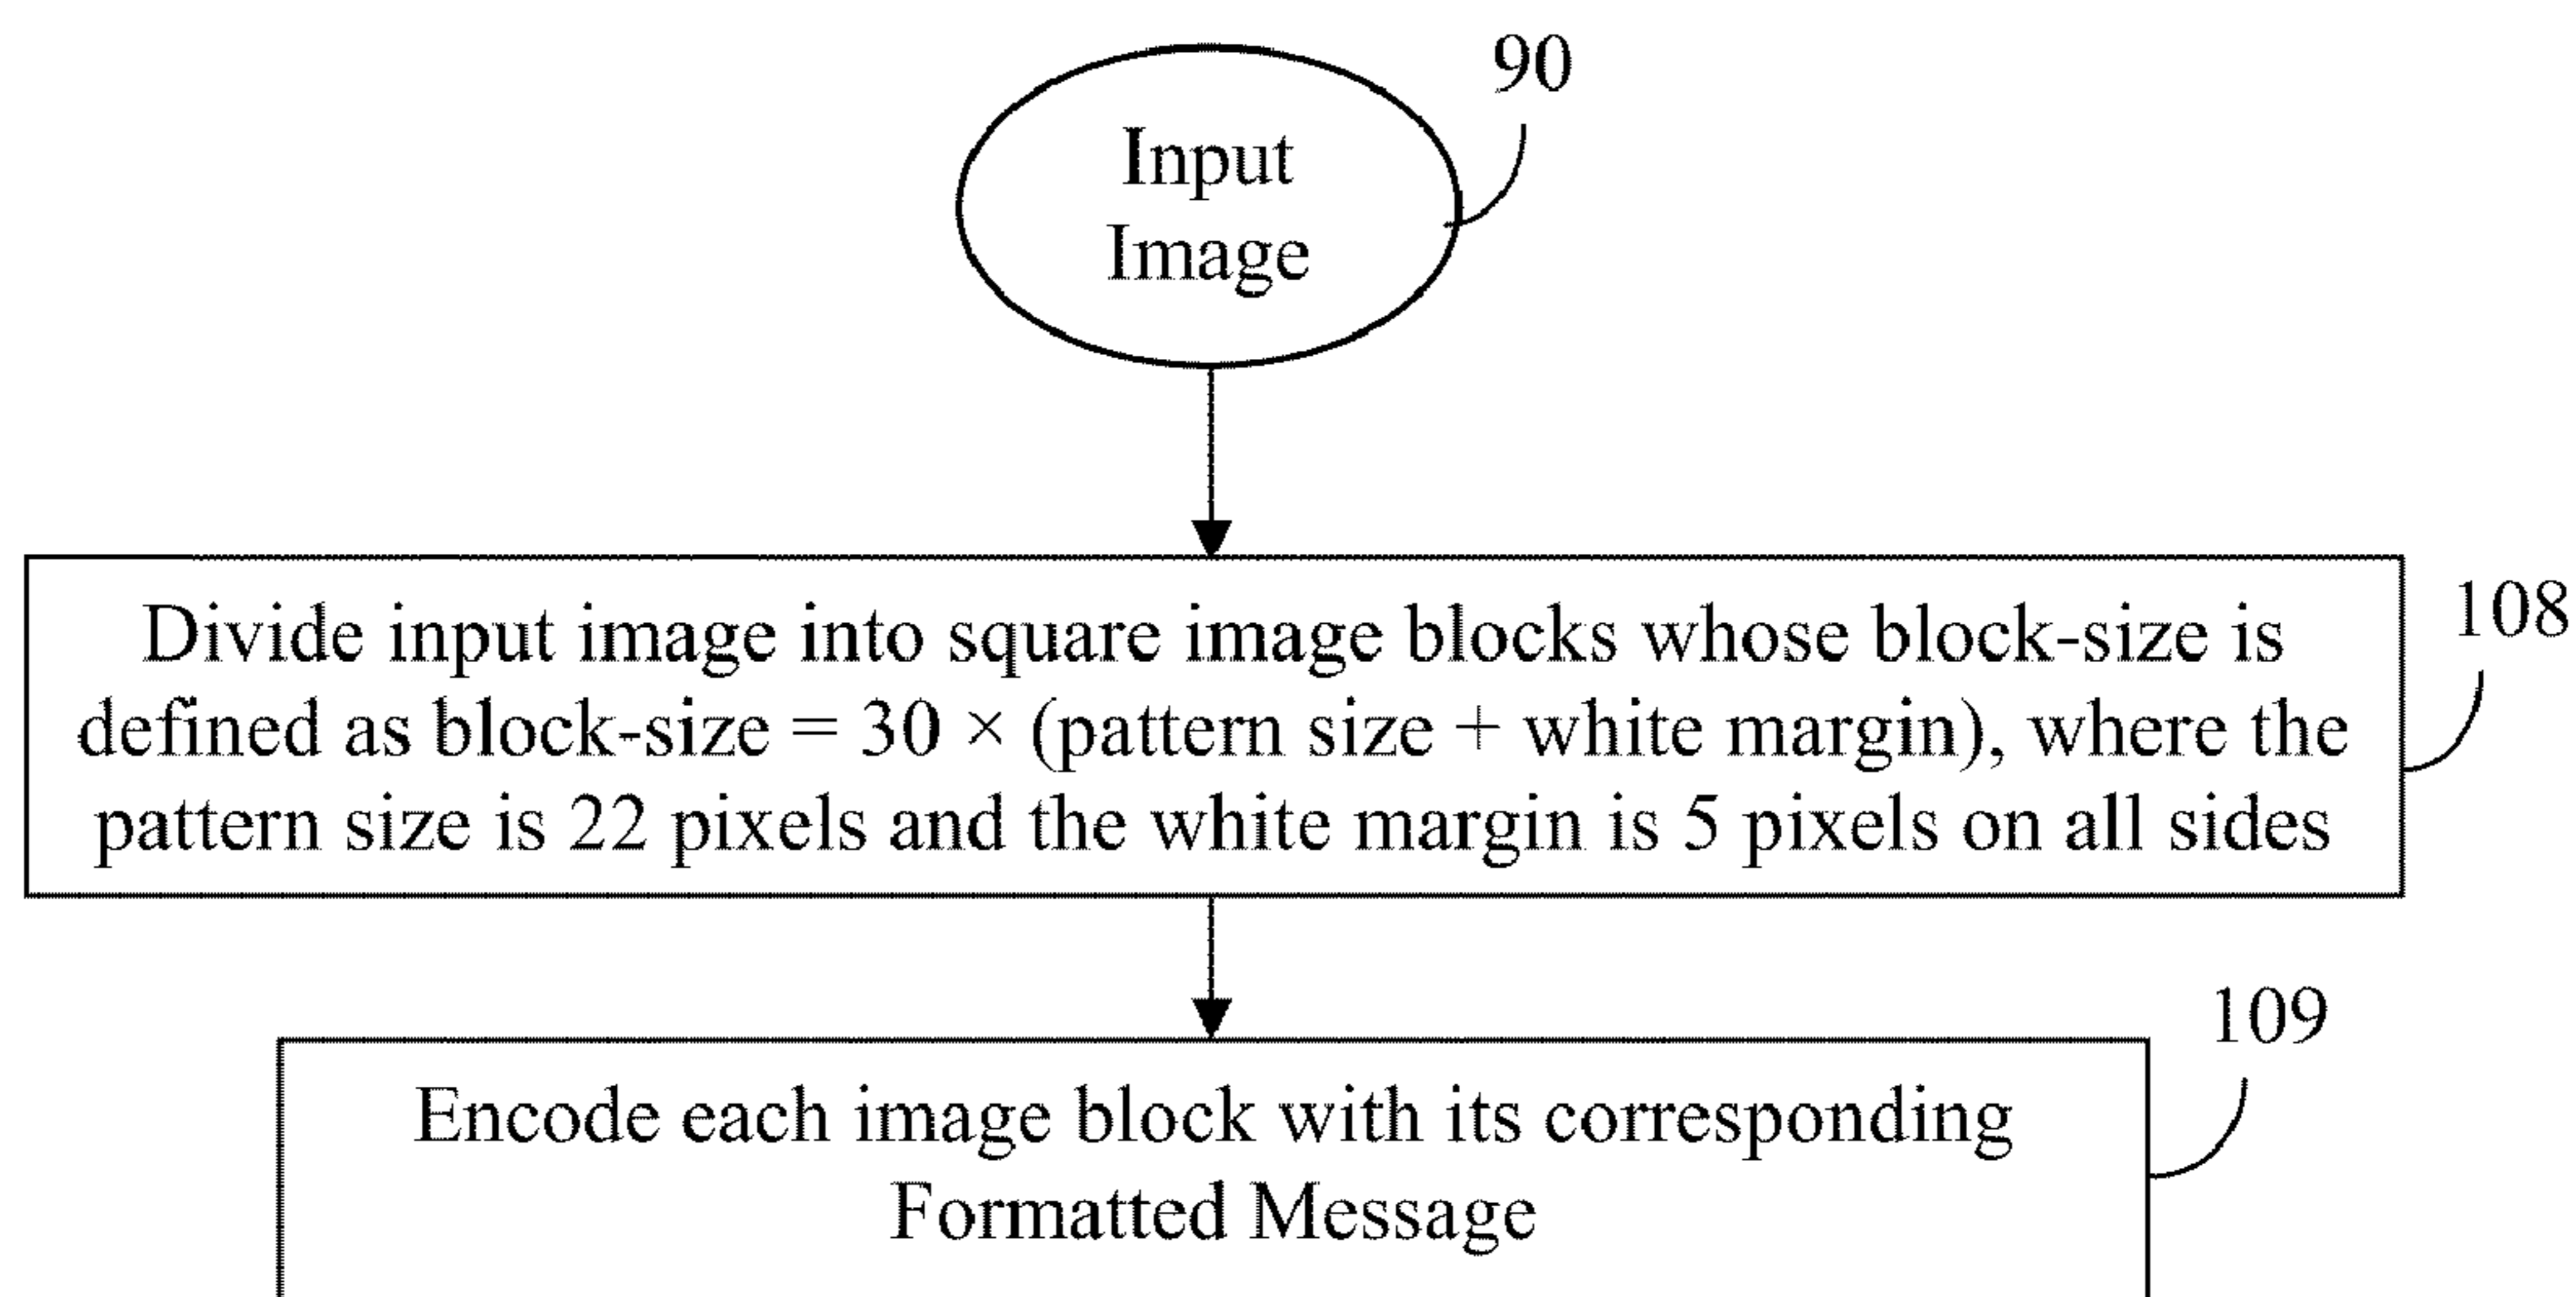 90
Input
Image
108
Divide input image into square image blocks whose block-size is
defined as block-size = 30 × (pattern size + white margin), where the
pattern size is 22 pixels and the white margin is 5 pixels on all sides
109
Encode each image block with its corresponding
Formatted Message